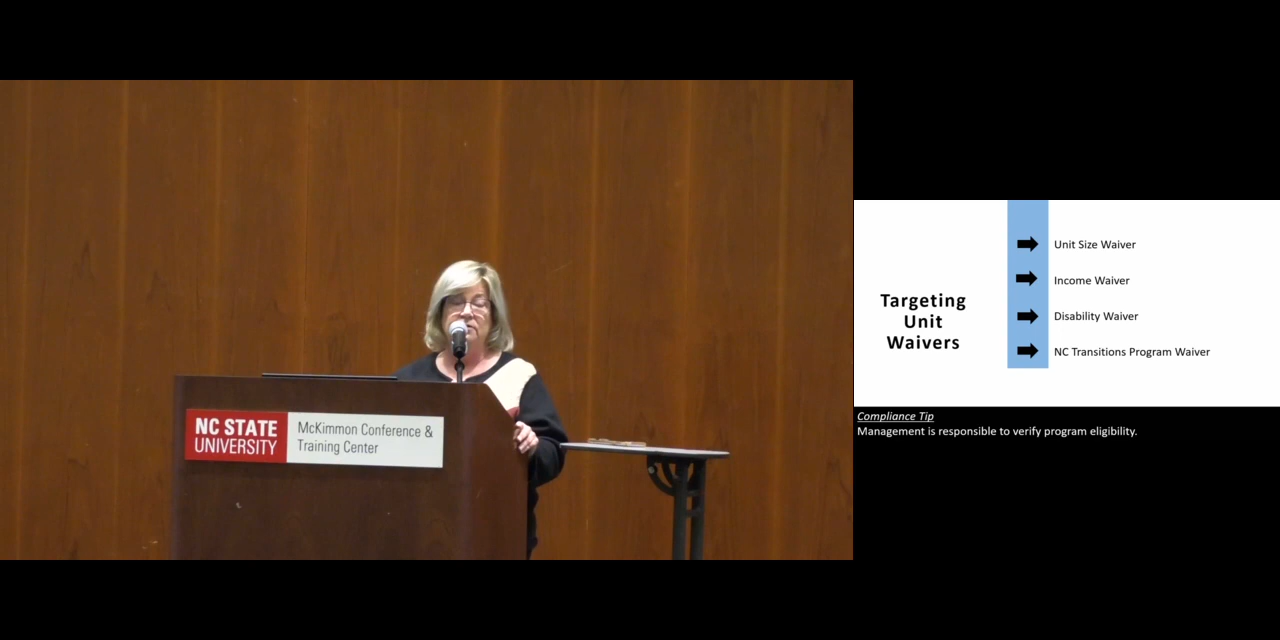 NC STATE
UNIVERSITY
McKimmon Conference &
Training Center
Targeting
Unit
Waivers
Unit Size Waiver
Income Waiver
Disability Waiver
NC Transitions Program Waiver
Compliance Tip
Management is responsible to verify program eligibility.